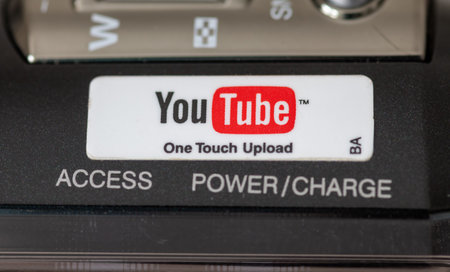 W
YouTube™
One Touch Upload
BA
ACCESS POWER/CHARGE